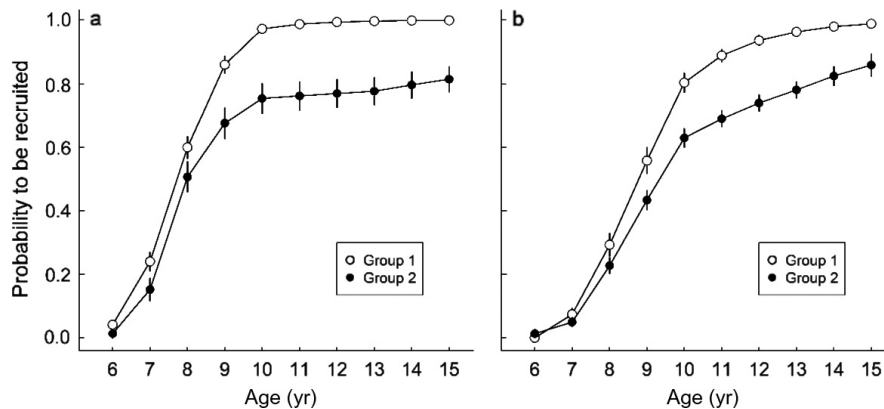 a
b
Probability to be recruited
1.0
0.8
0.6
0.4
0.2
0.0
Group 1
Group 2
Group 1
Group 2
6 7 8 9 10 11 12 13 14 15
6 7 8 9 10 11 12 13 14 15
Age (yr)
Age (yr)